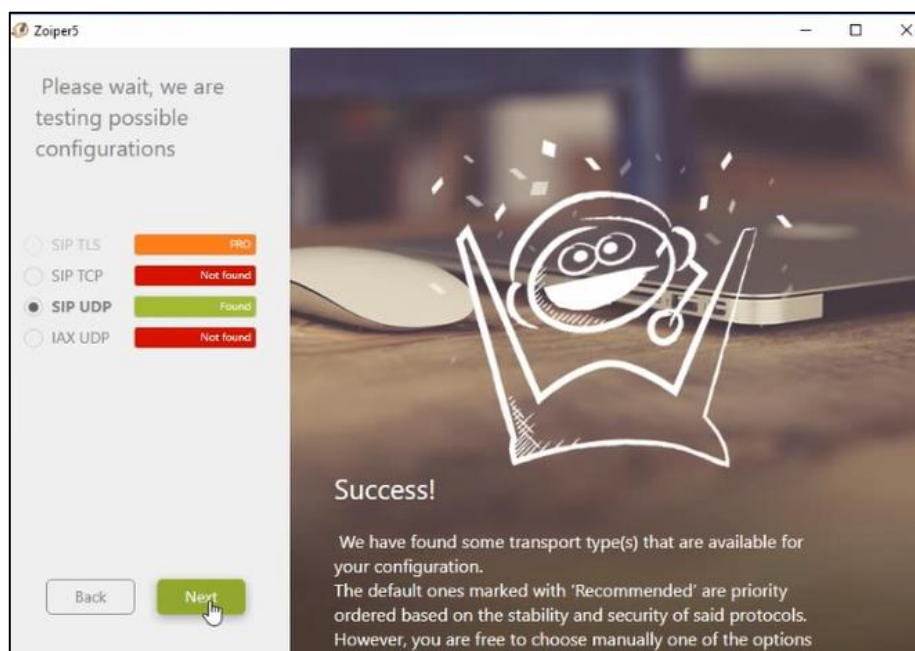 Zoiper5
Please wait, we are
testing possible
configurations
SIP TLS PRO
SIP TCP Not found
SIP UDP Found
IAX UDP Not found
Back Next
Success!
We have found some transport type(s) that are available for
your configuration.
The default ones marked with 'Recommended' are priority
ordered based on the stability and security of said protocols.
However, you are free to choose manually one of the options